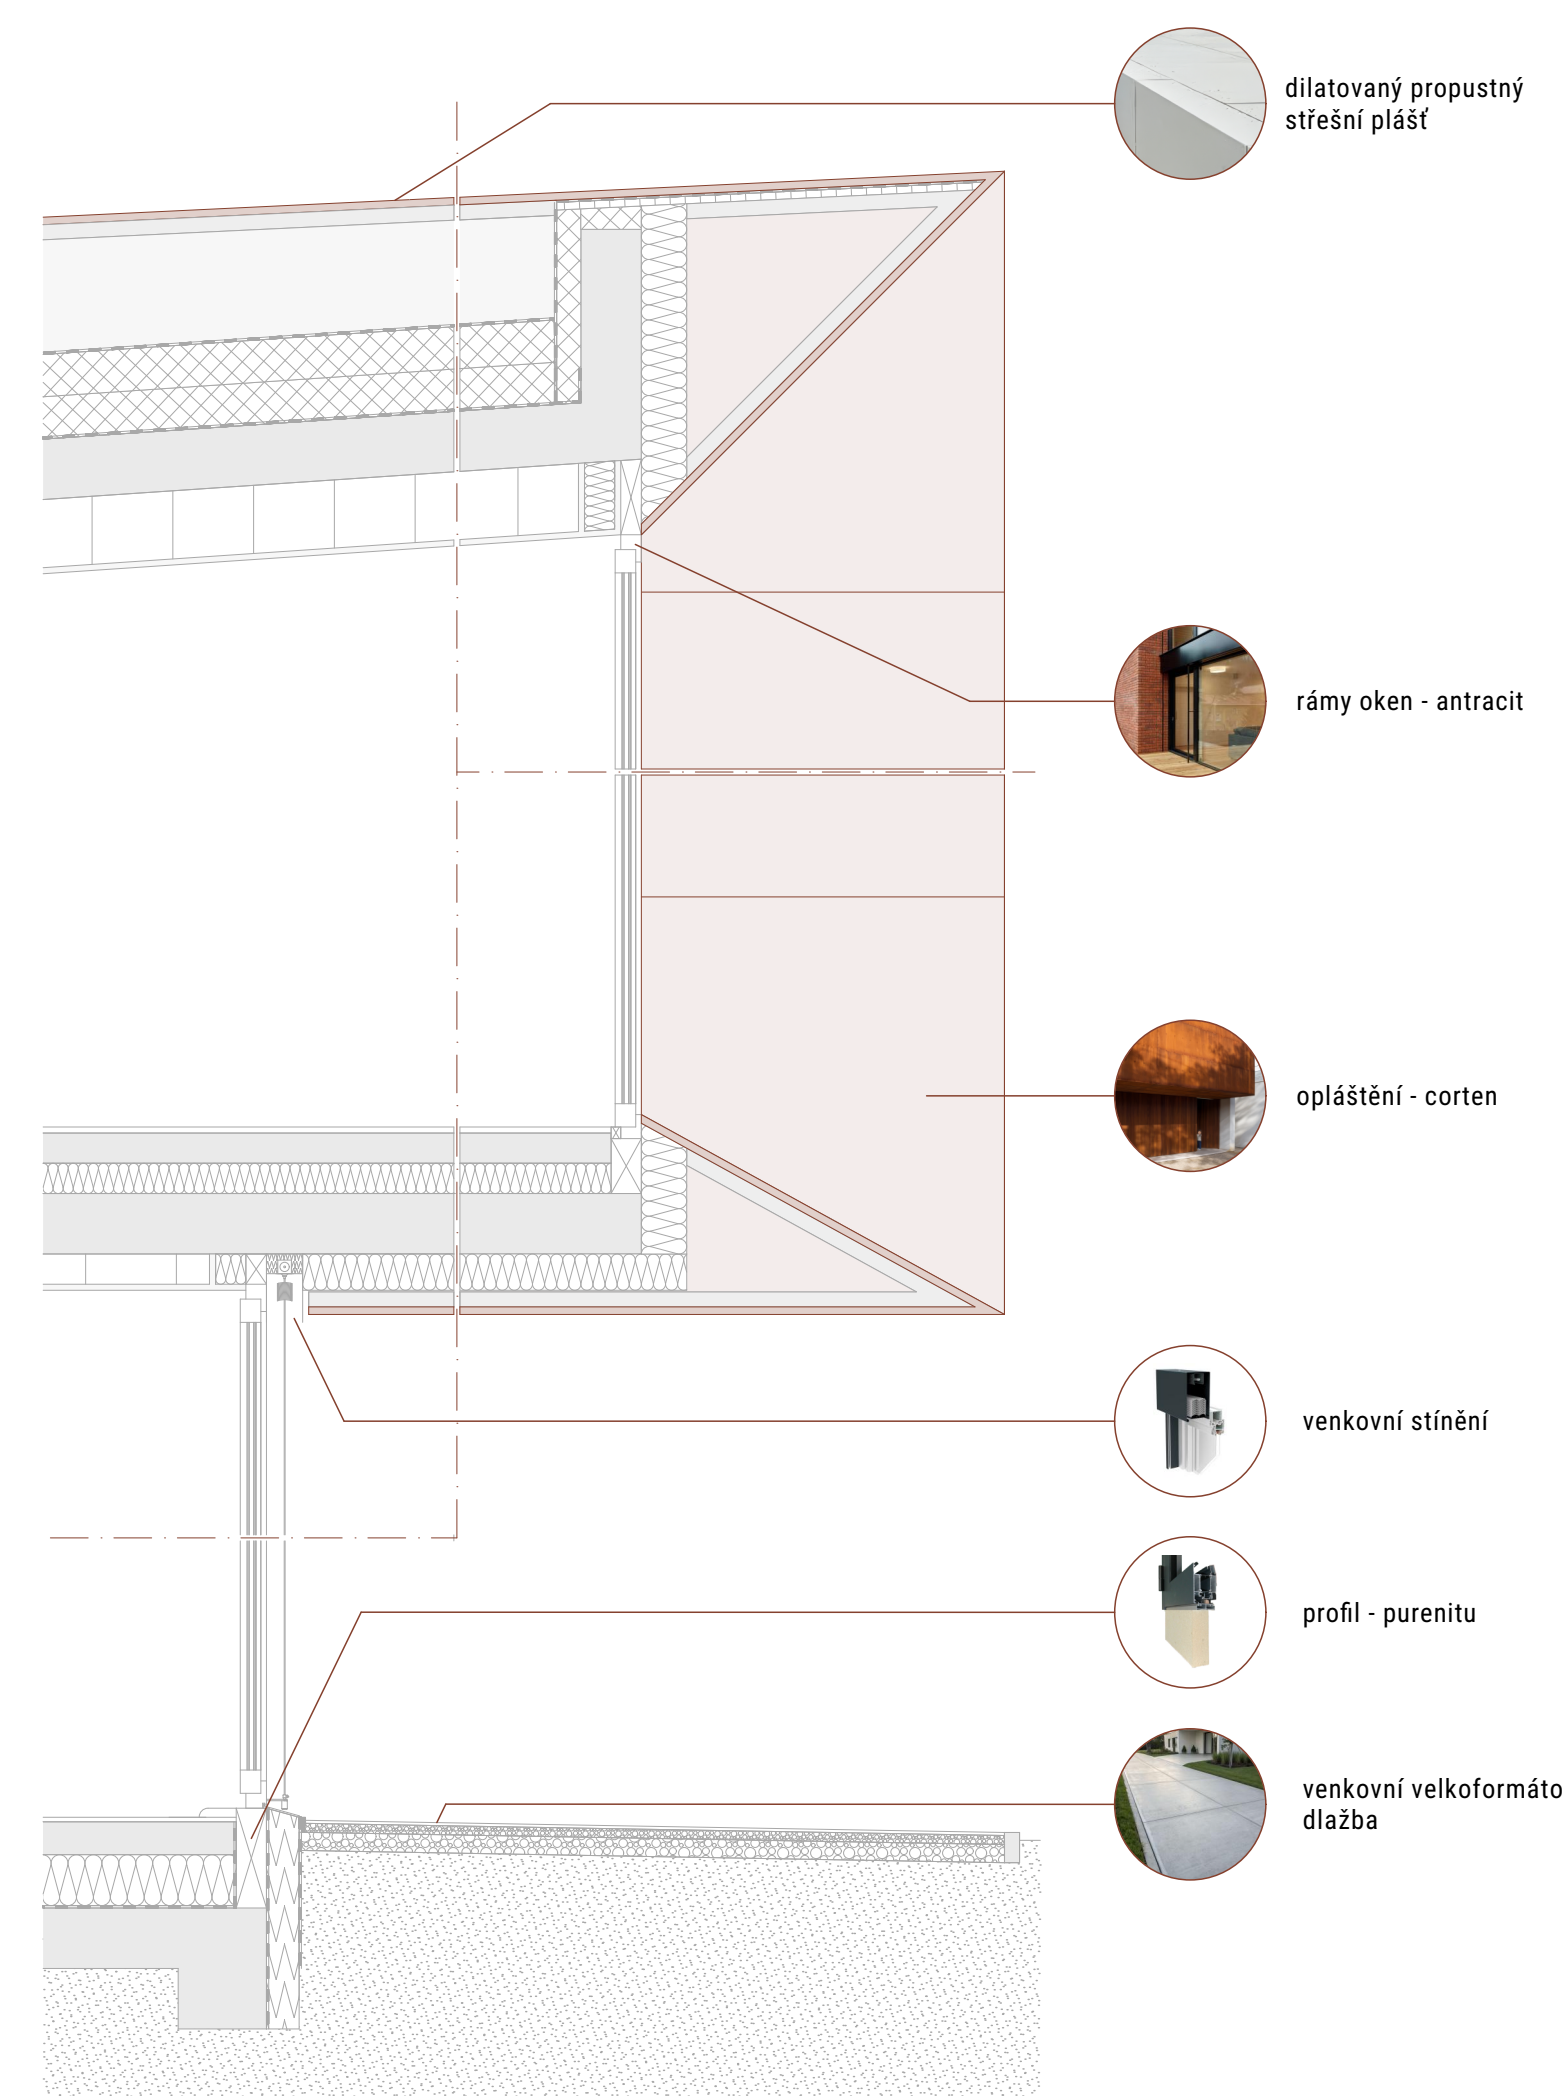 dilatovaný propustný
střešní plášť
rámy oken - antracit
opláštění - corten
venkovní stínění
profil - purenitu
venkovní velkoformáto
dlažba